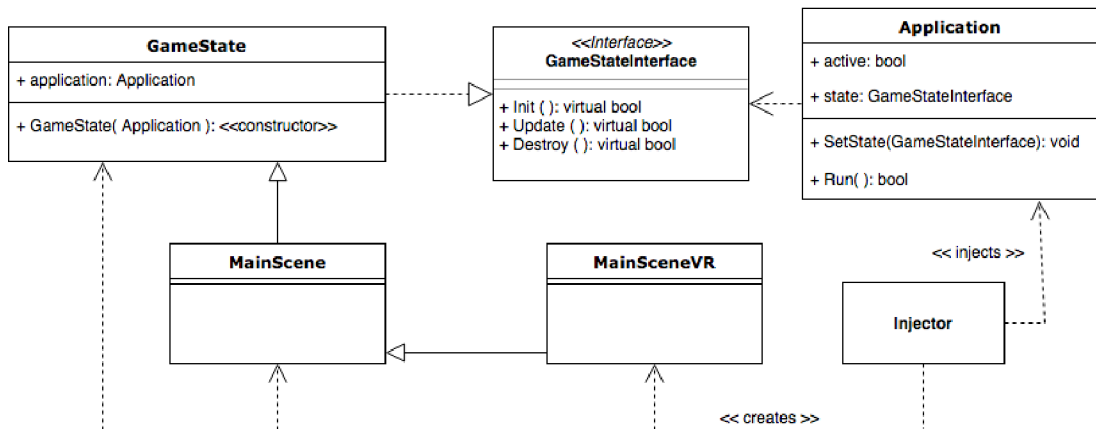 GameState
+ application: Application
+ GameState( Application ): <<constructor>>
<<Interface>>
GameStateInterface
+ Init ( ): virtual bool
+ Update ( ): virtual bool
+ Destroy ( ): virtual bool
Application
+ active: bool
+ state: GameStateInterface
+ SetState(GameStateInterface): void
+ Run( ): bool
MainScene
MainSceneVR
<< injects >>
Injector
<< creates >>